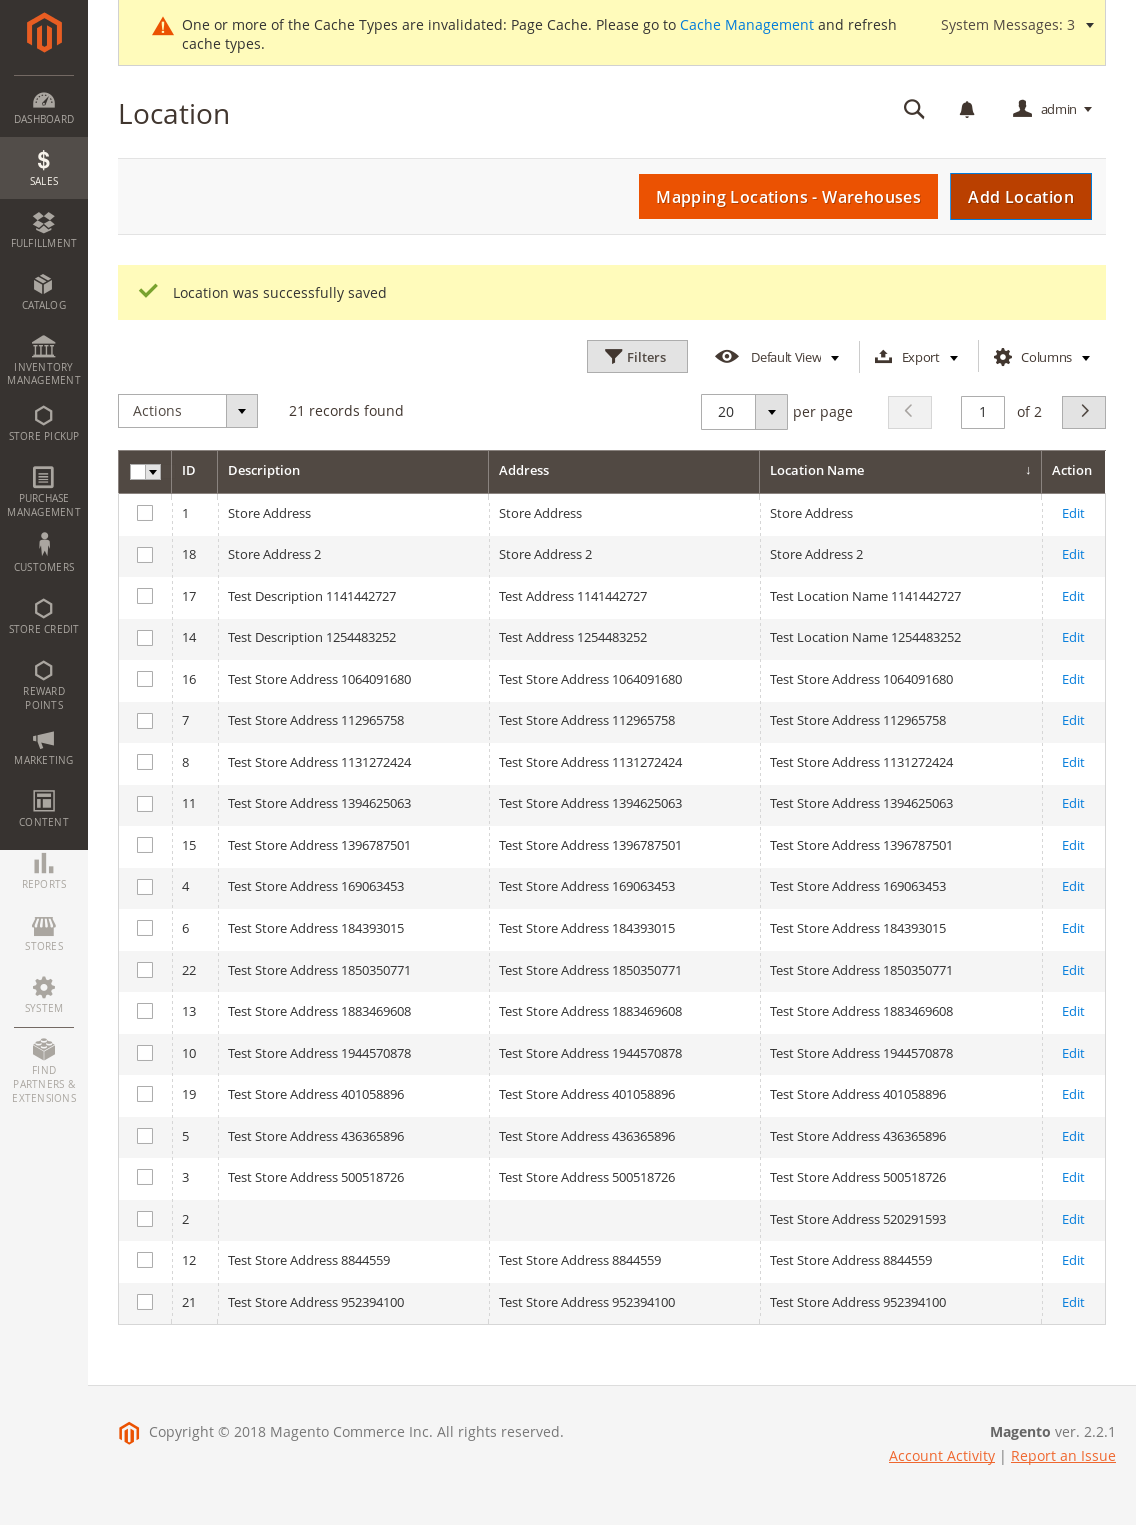 One or more of the Cache Types are invalidated: Page Cache. Please go to Cache Management and refresh
cache types.
System Messages: 3
Location
admin
Mapping Locations - Warehouses
Add Location
Location was successfully saved
Filters
Default View
Export
Columns
Actions
21 records found
20
per page
1
of 2
ID Description Address Location Name ↓ Action
1 Store Address Store Address Store Address Edit
18 Store Address 2 Store Address 2 Store Address 2 Edit
17 Test Description 1141442727 Test Address 1141442727 Test Location Name 1141442727 Edit
14 Test Description 1254483252 Test Address 1254483252 Test Location Name 1254483252 Edit
16 Test Store Address 1064091680 Test Store Address 1064091680 Test Store Address 1064091680 Edit
7 Test Store Address 112965758 Test Store Address 112965758 Test Store Address 112965758 Edit
8 Test Store Address 1131272424 Test Store Address 1131272424 Test Store Address 1131272424 Edit
11 Test Store Address 1394625063 Test Store Address 1394625063 Test Store Address 1394625063 Edit
15 Test Store Address 1396787501 Test Store Address 1396787501 Test Store Address 1396787501 Edit
4 Test Store Address 169063453 Test Store Address 169063453 Test Store Address 169063453 Edit
6 Test Store Address 184393015 Test Store Address 184393015 Test Store Address 184393015 Edit
22 Test Store Address 1850350771 Test Store Address 1850350771 Test Store Address 1850350771 Edit
13 Test Store Address 1883469608 Test Store Address 1883469608 Test Store Address 1883469608 Edit
10 Test Store Address 1944570878 Test Store Address 1944570878 Test Store Address 1944570878 Edit
19 Test Store Address 401058896 Test Store Address 401058896 Test Store Address 401058896 Edit
5 Test Store Address 436365896 Test Store Address 436365896 Test Store Address 436365896 Edit
3 Test Store Address 500518726 Test Store Address 500518726 Test Store Address 500518726 Edit
2 Test Store Address 520291593 Edit
12 Test Store Address 8844559 Test Store Address 8844559 Test Store Address 8844559 Edit
21 Test Store Address 952394100 Test Store Address 952394100 Test Store Address 952394100 Edit
DASHBOARD
$
SALES
FULFILLMENT
CATALOG
INVENTORY
MANAGEMENT
STORE PICKUP
PURCHASE
MANAGEMENT
CUSTOMERS
STORE CREDIT
REWARD
POINTS
MARKETING
CONTENT
REPORTS
STORES
SYSTEM
FIND
PARTNERS &
EXTENSIONS
Copyright © 2018 Magento Commerce Inc. All rights reserved.
Magento ver. 2.2.1
Account Activity | Report an Issue